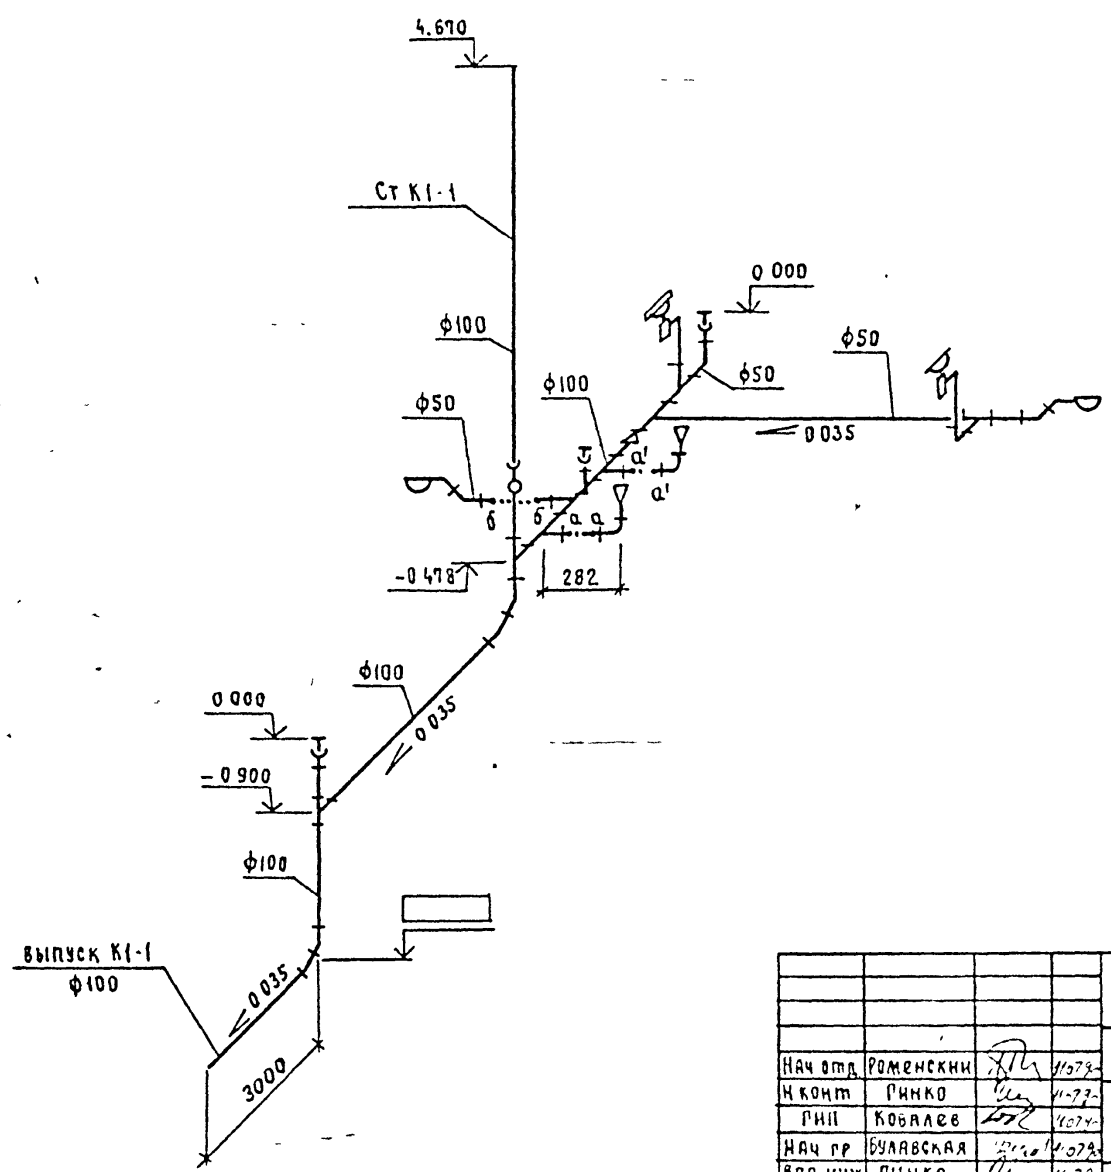 4.670
Ст К1-1
ф100
0 000
ф50
ф50
ф100
ф50
0 035
а'
а'
б
б
а
а
-0 478
282
ф100
0 035
0 000
-0 900
ф100
Выпуск К1-1
ф100
0 035
3000
Нач отд Роменский
Н конт Гинко
ГИП Ковалев
Нач гр Булавская